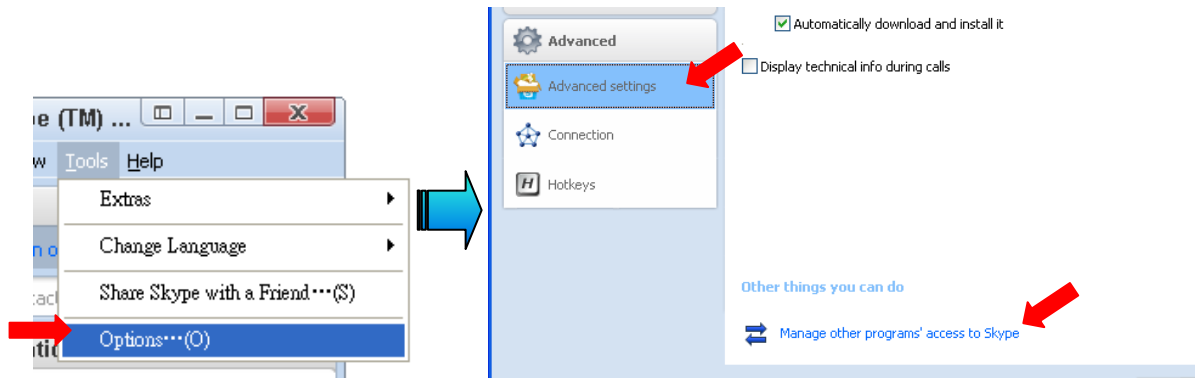 (TM) ...
Tools Help
Extras
Change Language
Share Skype with a Friend⋯(S)
Options⋯(O)
Advanced
Advanced settings
Connection
H Hotkeys
Automatically download and install it
Display technical info during calls
Other things you can do
Manage other programs' access to Skype